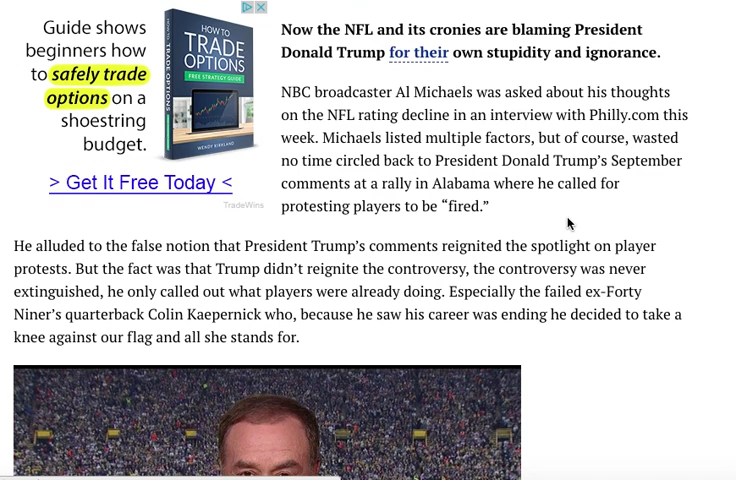 Guide shows
beginners how
to safely trade
options on a
shoestring
budget.
HOW TO
TRADE
OPTIONS
FREE STRATEGY GUIDE
WENDY KIRKLAND
TRADE OPTIONS
> Get It Free Today <
TradeWins
Now the NFL and its cronies are blaming President
Donald Trump for their own stupidity and ignorance.
NBC broadcaster Al Michaels was asked about his thoughts
on the NFL rating decline in an interview with Philly.com this
week. Michaels listed multiple factors, but of course, wasted
no time circled back to President Donald Trump’s September
comments at a rally in Alabama where he called for
protesting players to be “fired.”
He alluded to the false notion that President Trump’s comments reignited the spotlight on player
protests. But the fact was that Trump didn’t reignite the controversy, the controversy was never
extinguished, he only called out what players were already doing. Especially the failed ex-Forty
Niner’s quarterback Colin Kaepernick who, because he saw his career was ending he decided to take a
knee against our flag and all she stands for.